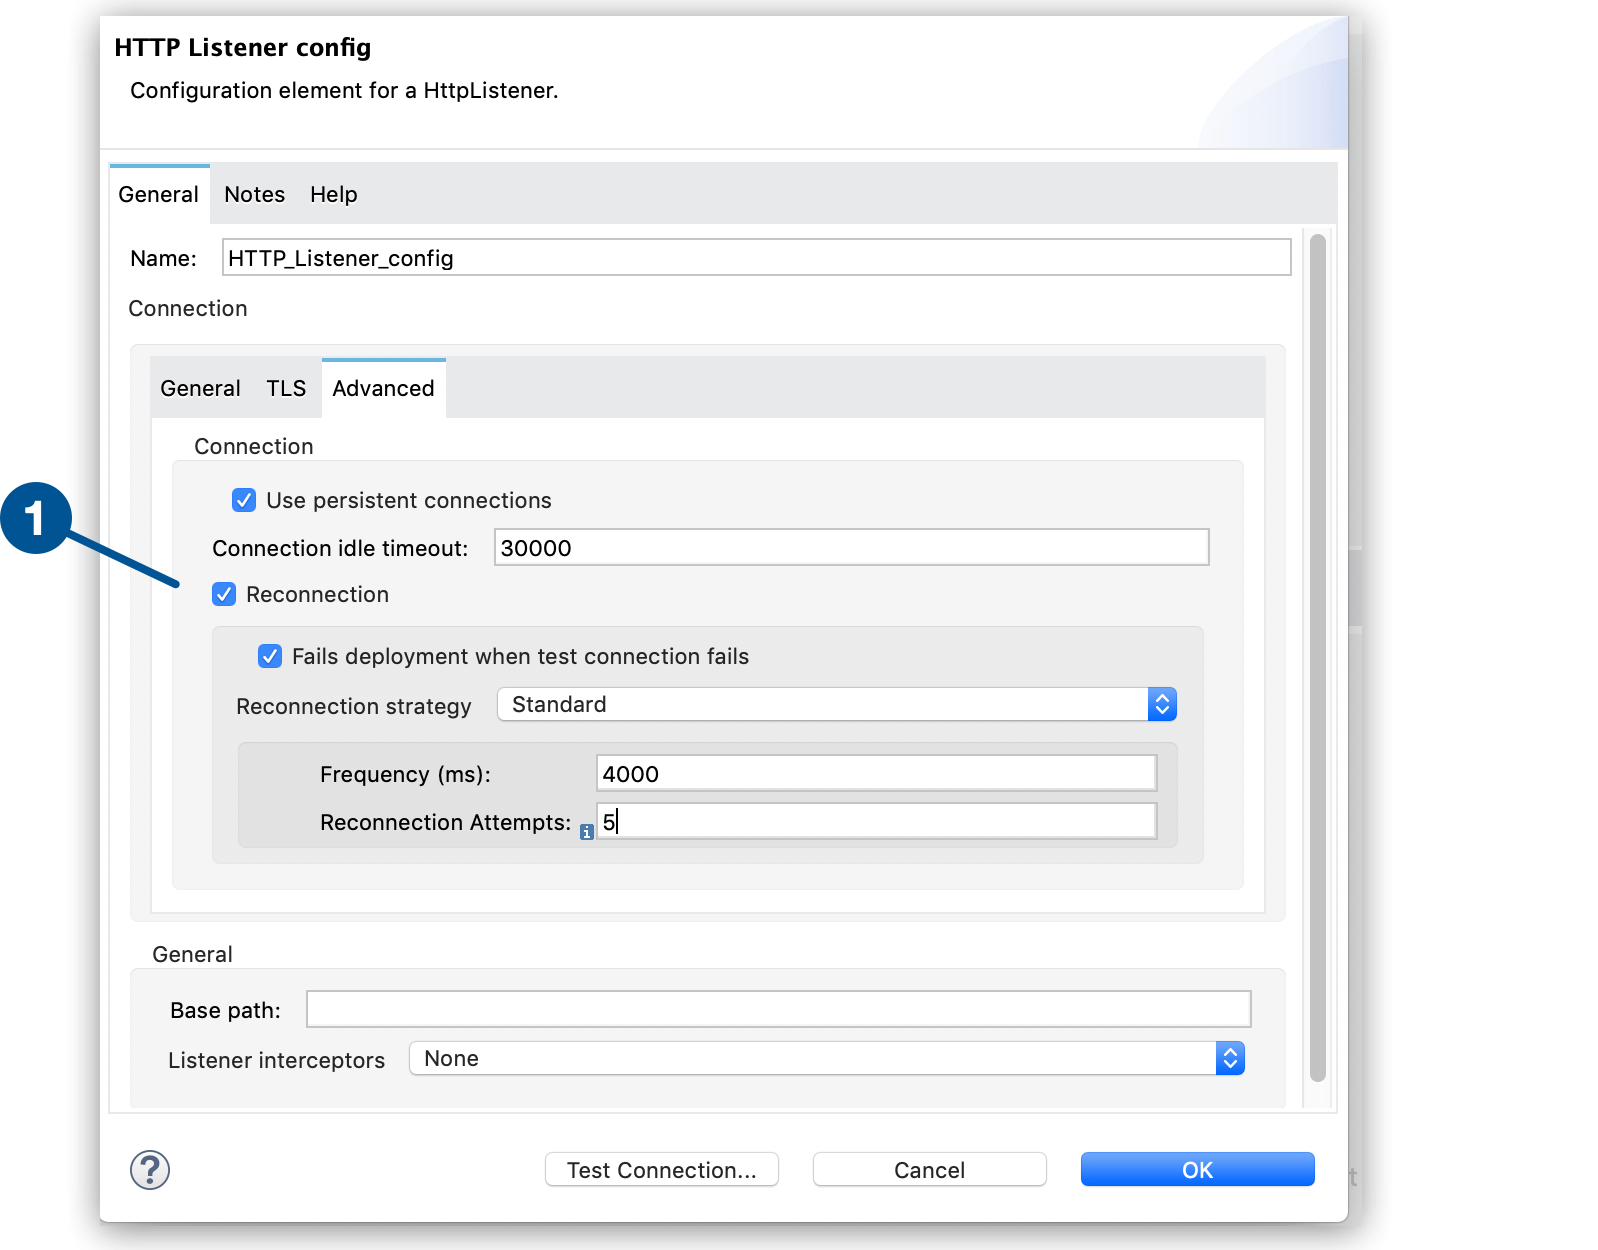 HTTP Listener config
Configuration element for a HttpListener.
General Notes Help
Name: HTTP_Listener_config
Connection
General TLS Advanced
Connection
Use persistent connections
1
Connection idle timeout: 30000
Reconnection
Fails deployment when test connection fails
Reconnection strategy Standard
Frequency (ms): 4000
Reconnection Attempts: i 5
General
Base path:
Listener interceptors None
? Test Connection... Cancel OK t